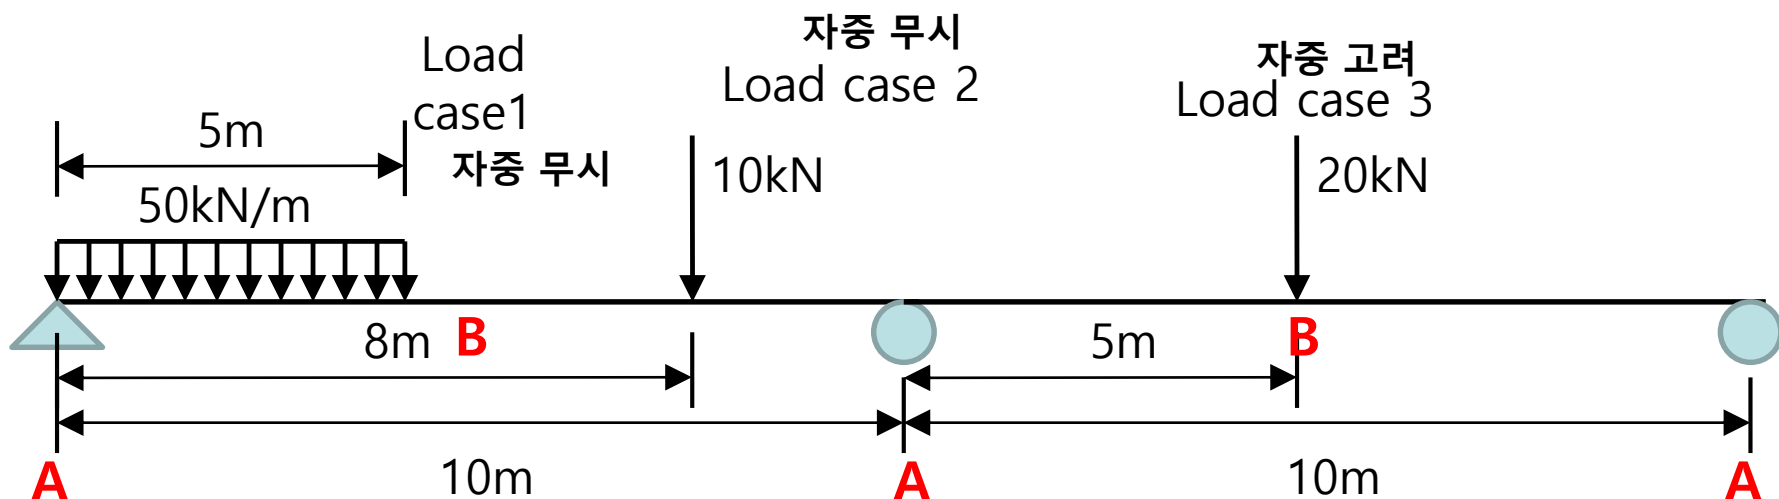 Load
case1
자중 무시
5m
50kN/m
자중 무시
Load case 2
10kN
자중 고려
Load case 3
20kN
8m
B
5m
B
10m
10m
A
A
A